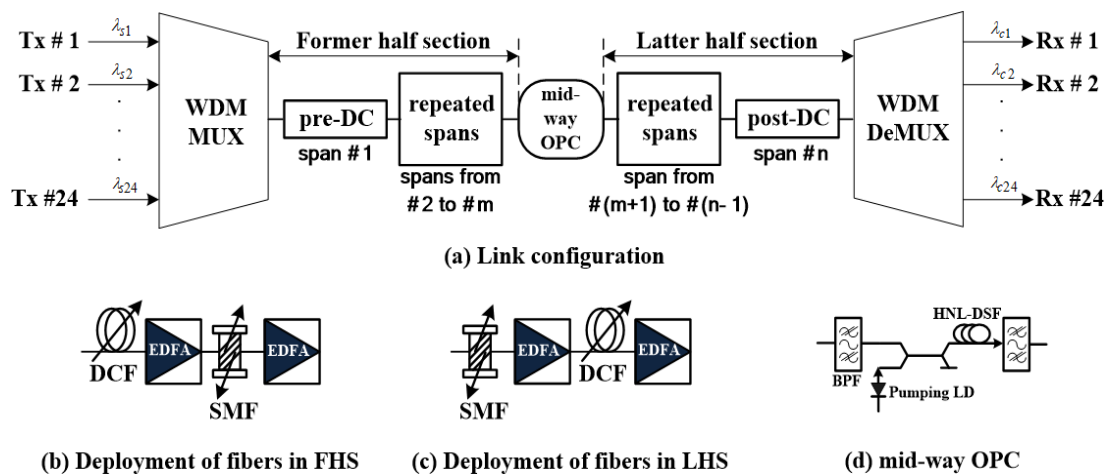 Tx # 1
λs1
Former half section
Latter half section
λc1
Rx # 1
Tx # 2
λs2
WDM
MUX
pre-DC
span #1
repeated
spans
spans from
#2 to #m
mid-
way
OPC
repeated
spans
span from
#(m+1) to #(n- 1)
post-DC
span #n
WDM
DeMUX
λc2
Rx # 2
Tx #24
λs24
λc24
Rx #24
(a) Link configuration
DCF
EDFA
SMF
EDFA
SMF
EDFA
DCF
EDFA
BPF
Pumping LD
HNL-DSF
(b) Deployment of fibers in FHS
(c) Deployment of fibers in LHS
(d) mid-way OPC